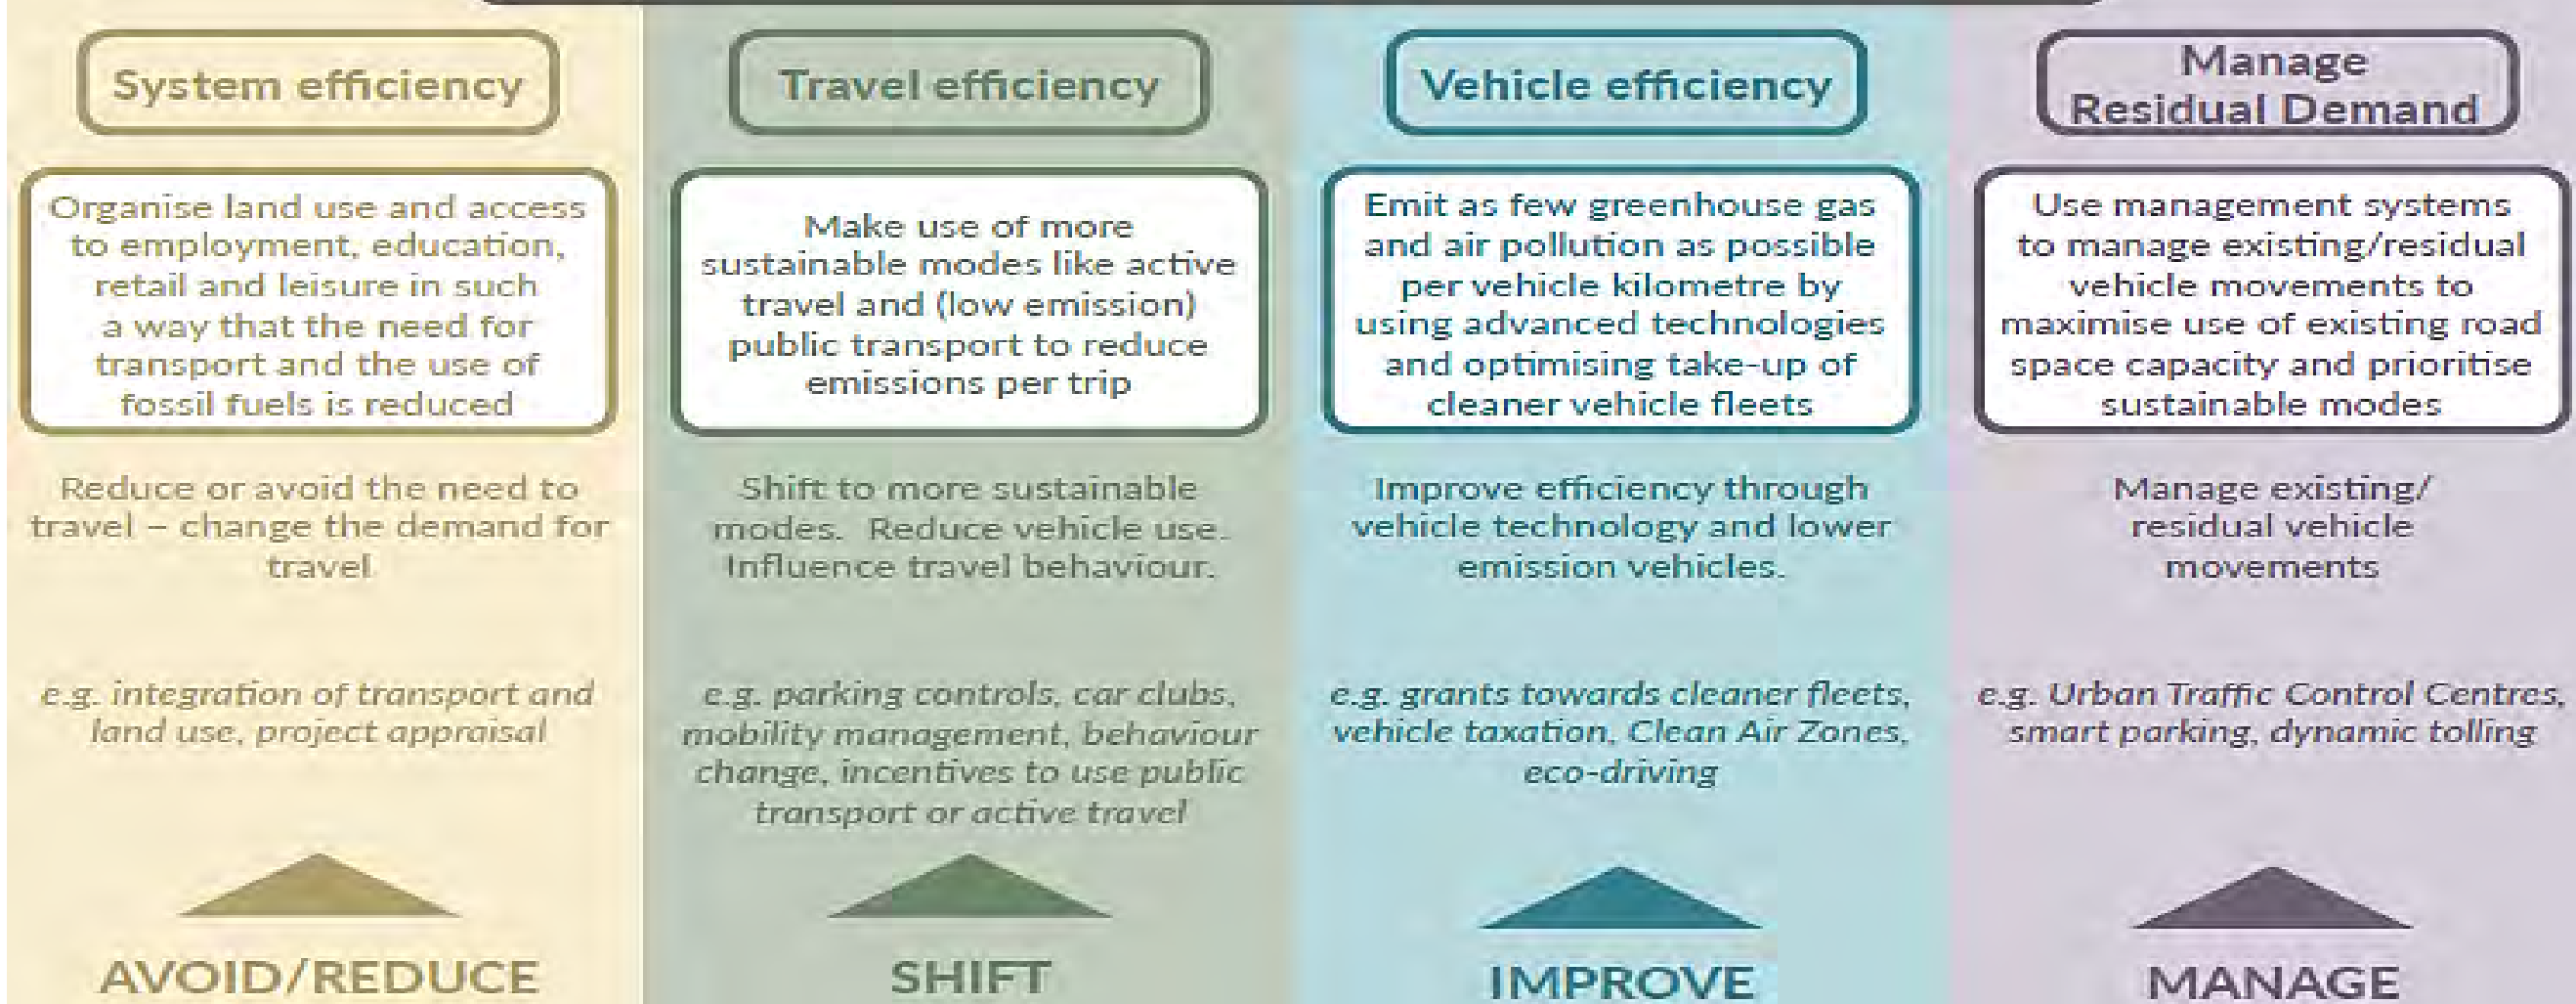 System efficiency
Organise land use and access
to employment, education,
retail and leisure in such
a way that the need for
transport and the use of
fossil fuels is reduced
Reduce or avoid the need to
travel – change the demand for
travel
e.g. integration of transport and
land use, project appraisal
AVOID/REDUCE
Travel efficiency
Make use of more
sustainable modes like active
travel and (low emission)
public transport to reduce
emissions per trip
Shift to more sustainable
modes. Reduce vehicle use.
Influence travel behaviour.
e.g. parking controls, car clubs,
mobility management, behaviour
change, incentives to use public
transport or active travel
SHIFT
Vehicle efficiency
Emit as few greenhouse gas
and air pollution as possible
per vehicle kilometre by
using advanced technologies
and optimising take-up of
cleaner vehicle fleets
Improve efficiency through
vehicle technology and lower
emission vehicles.
e.g. grants towards cleaner fleets,
vehicle taxation, Clean Air Zones,
eco-driving
IMPROVE
Manage
Residual Demand
Use management systems
to manage existing/residual
vehicle movements to
maximise use of existing road
space capacity and prioritise
sustainable modes
Manage existing/
residual vehicle
movements
e.g. Urban Traffic Control Centres,
smart parking, dynamic tolling
MANAGE